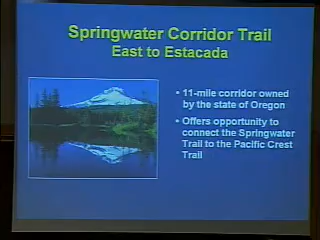 Springwater Corridor Trail
East to Estacada
• 11-mile corridor owned
by the state of Oregon
• Offers opportunity to
connect the Springwater
Trail to the Pacific Crest
Trail